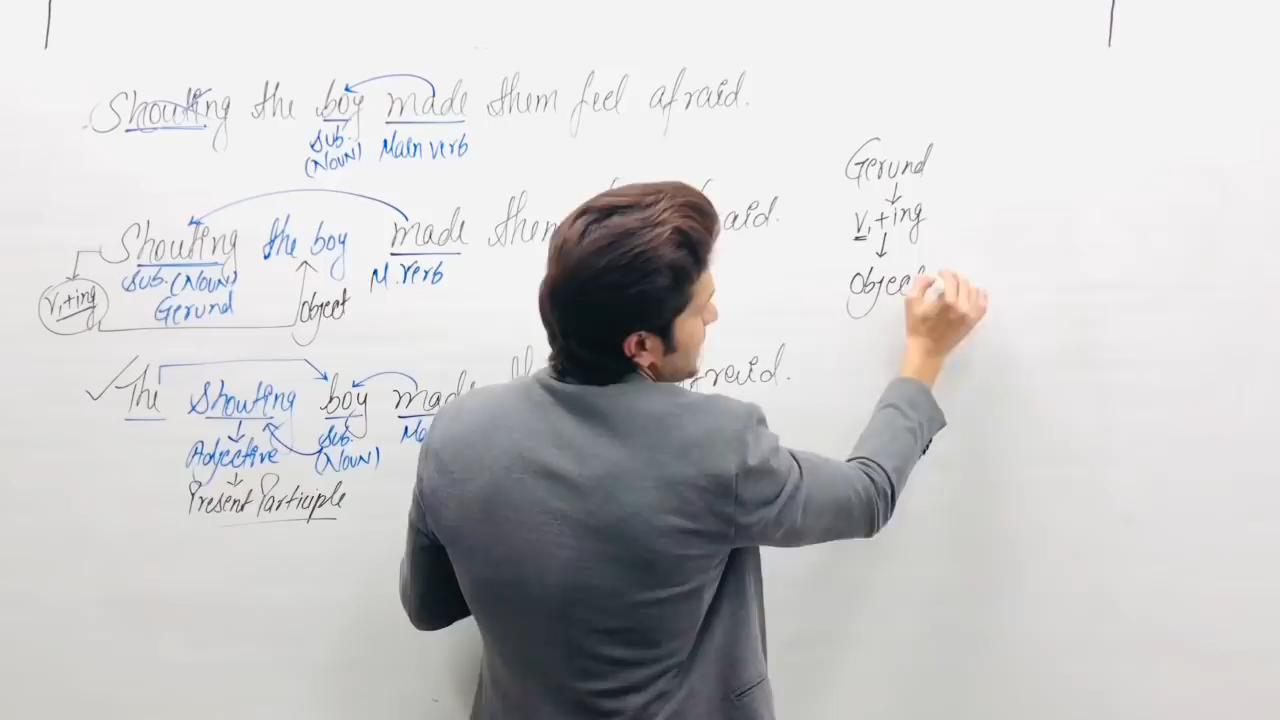 Shouting the boy made them feel afraid.
Sub. Main verb
(NOUN)
Shouting the boy made them aid.
Sub. (NOUN) M. verb
V₁+ing Gerund Object
The Shouting boy made afraid.
Adjective Sub.
(NOUN)
Present Participle
Gerund
V₁+ing
Object